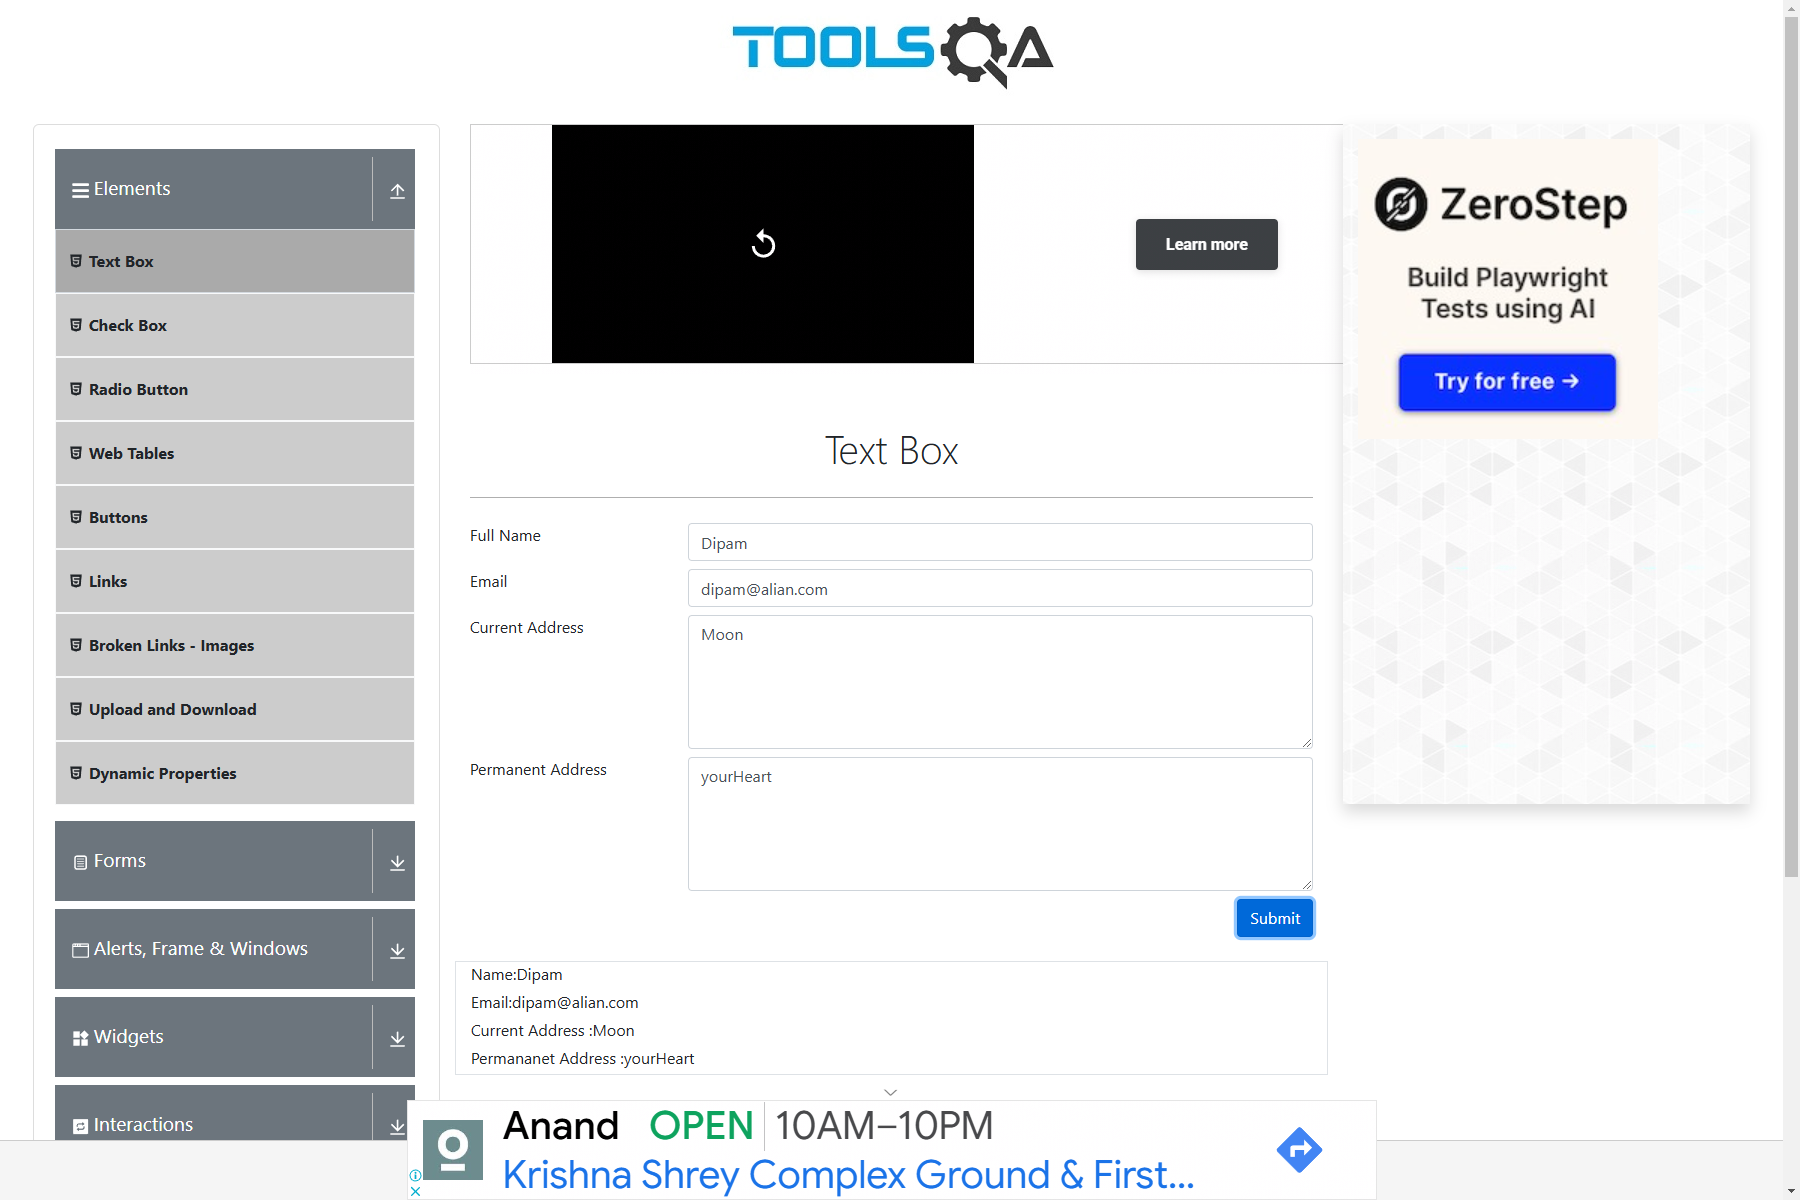 TOOLSQA
Elements
Text Box
Check Box
Radio Button
Web Tables
Buttons
Links
Broken Links - Images
Upload and Download
Dynamic Properties
Forms
Alerts, Frame & Windows
Widgets
Interactions
Learn more
Text Box
Full Name
Dipam
Email
dipam@alian.com
Current Address
Moon
Permanent Address
yourHeart
Submit
Name:Dipam
Email:dipam@alian.com
Current Address :Moon
Permananet Address :yourHeart
ZeroStep
Build Playwright
Tests using AI
Try for free →
Anand OPEN 10AM–10PM
Krishna Shrey Complex Ground & First...